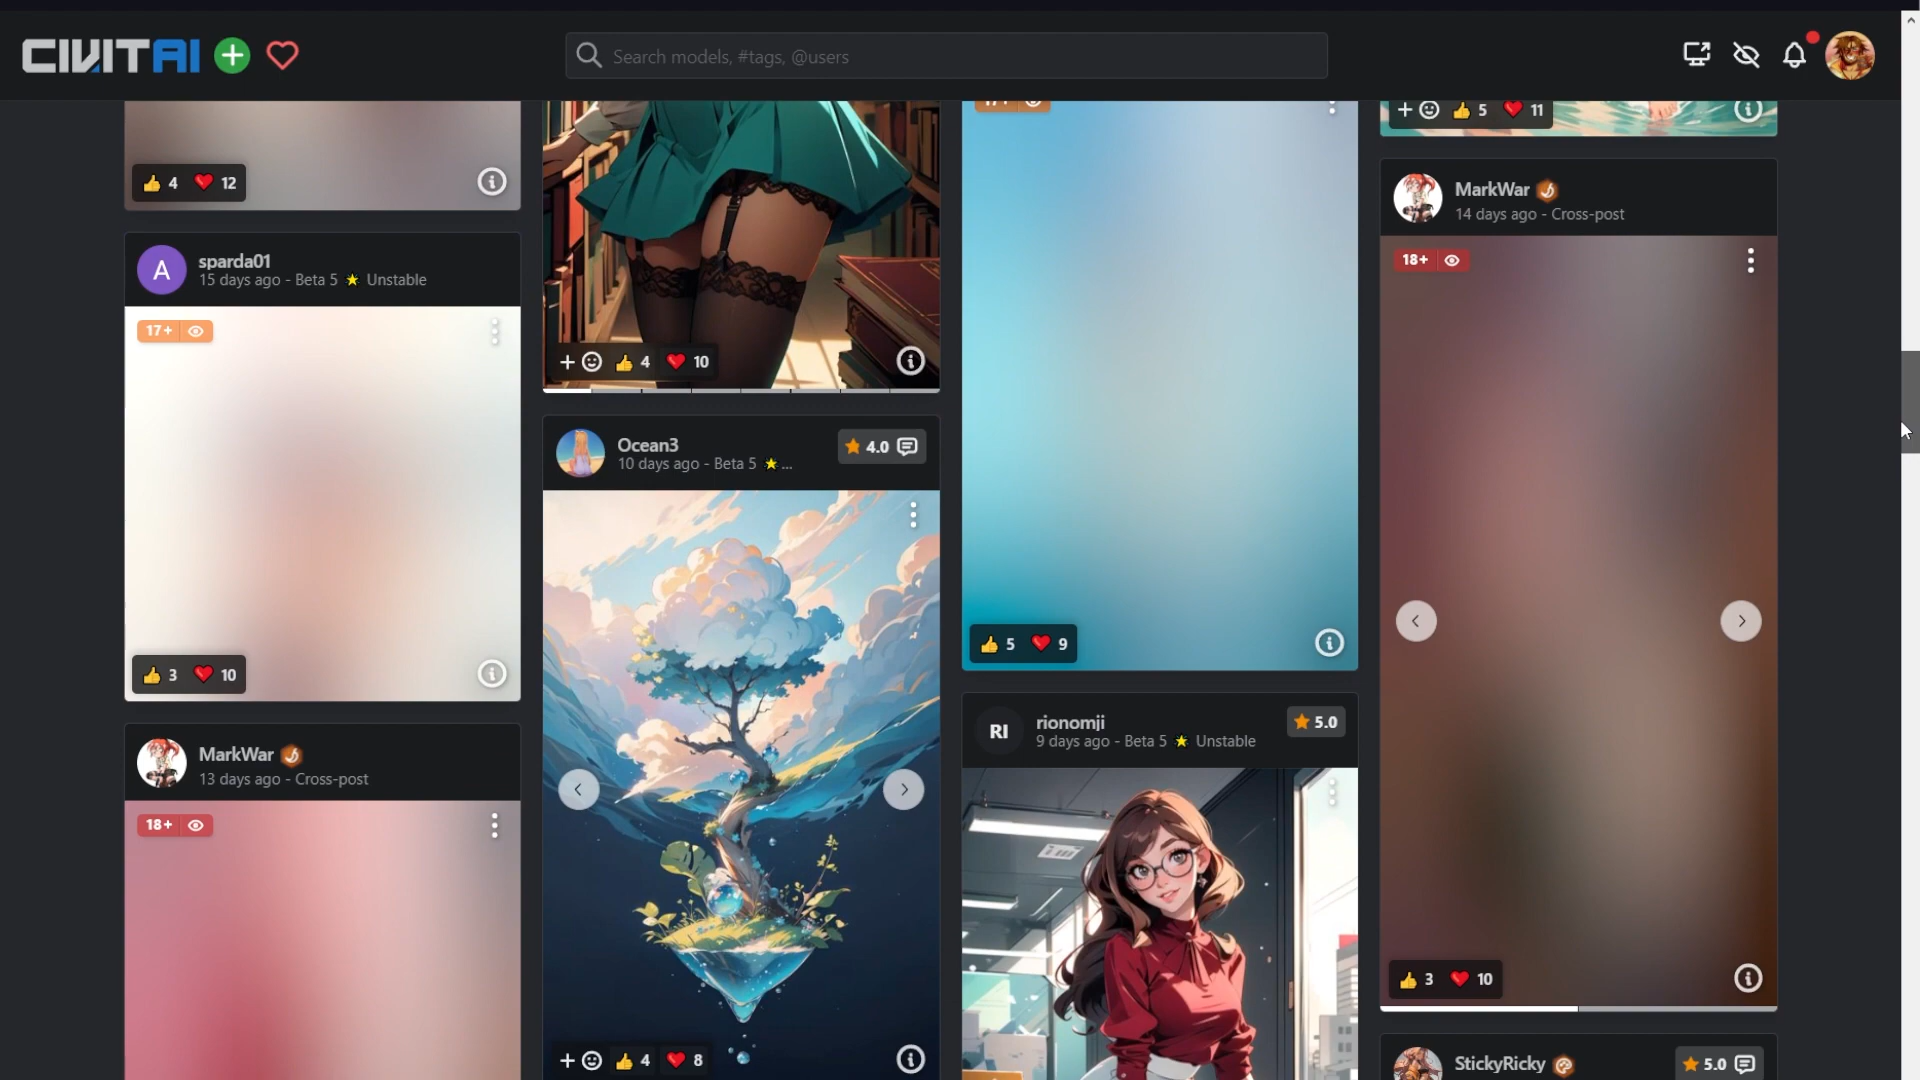 CIVITAI
Search models, #tags, @users
4 12
sparda01
15 days ago - Beta 5 ⭐ Unstable
17+
3 10
MarkWar
13 days ago - Cross-post
18+
+ 4 10
Ocean3
10 days ago - Beta 5 ⭐ ...
4.0
+ 4 8
17+
5 9
RI
rionomji
9 days ago - Beta 5 ⭐ Unstable
5.0
+ 5 11
MarkWar
14 days ago - Cross-post
18+
3 10
StickyRicky
5.0
A